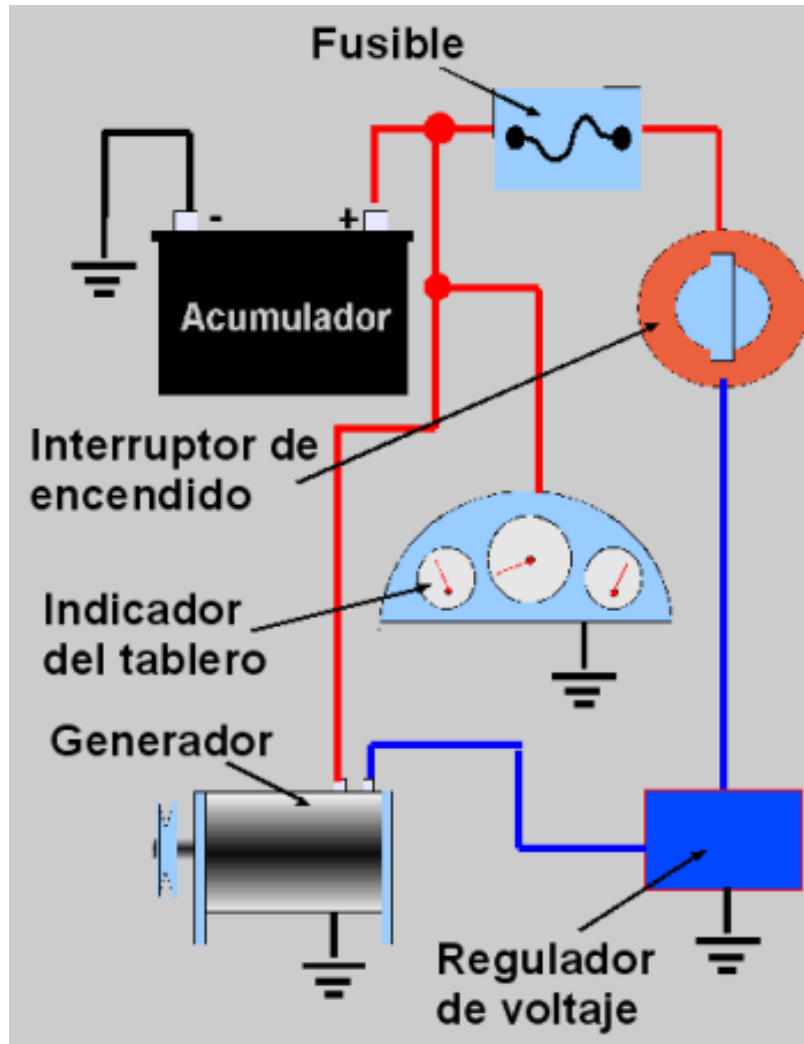 Fusible
- +
Acumulador
Interruptor de
encendido
Indicador
del tablero
Generador
Regulador
de voltaje